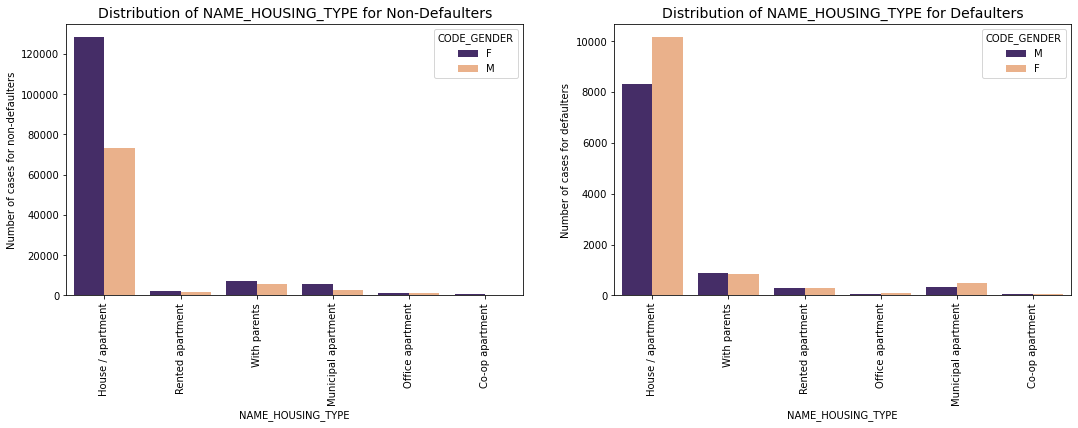 Distribution of NAME_HOUSING_TYPE for Non-Defaulters
Number of cases for non-defaulters
120000
100000
80000
60000
40000
20000
0
CODE_GENDER
F
M
House / apartment
Rented apartment
With parents
Municipal apartment
Office apartment
Co-op apartment
NAME_HOUSING_TYPE
Distribution of NAME_HOUSING_TYPE for Defaulters
Number of cases for defaulters
10000
8000
6000
4000
2000
0
CODE_GENDER
M
F
House / apartment
With parents
Rented apartment
Office apartment
Municipal apartment
Co-op apartment
NAME_HOUSING_TYPE